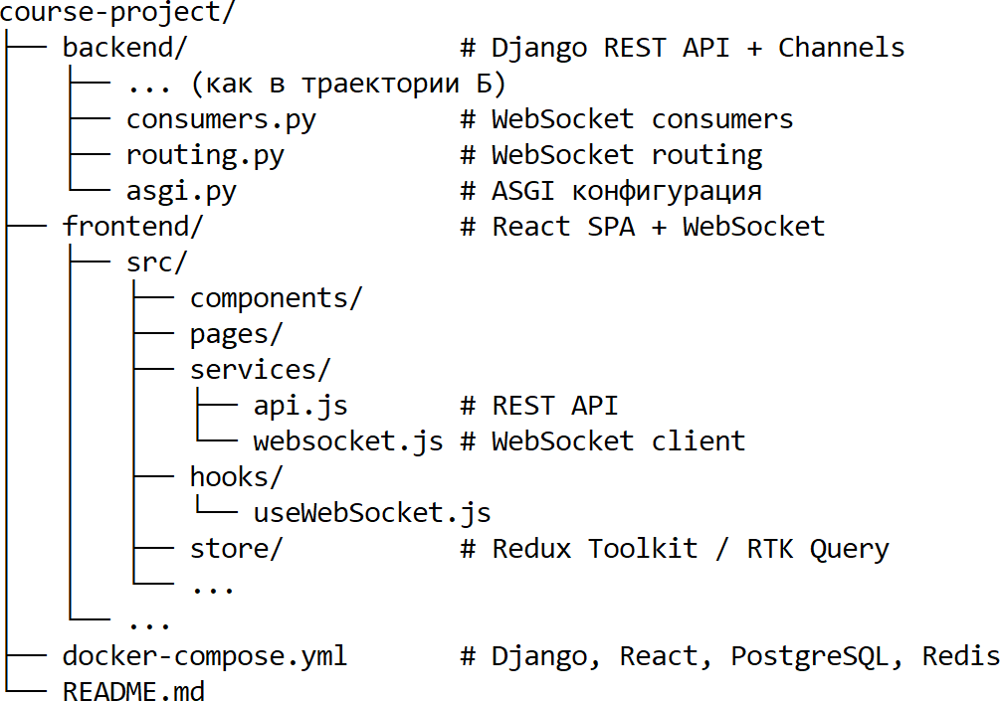 course-project/
├── backend/                 # Django REST API + Channels
│   ├── ... (как в траектории Б)
│   ├── consumers.py         # WebSocket consumers
│   ├── routing.py           # WebSocket routing
│   └── asgi.py              # ASGI конфигурация
├── frontend/                # React SPA + WebSocket
│   ├── src/
│   │   ├── components/
│   │   ├── pages/
│   │   ├── services/
│   │   │   ├── api.js       # REST API
│   │   │   └── websocket.js # WebSocket client
│   │   ├── hooks/
│   │   │   └── useWebSocket.js
│   │   ├── store/           # Redux Toolkit / RTK Query
│   │   └── ...
│   └── ...
├── docker-compose.yml       # Django, React, PostgreSQL, Redis
└── README.md